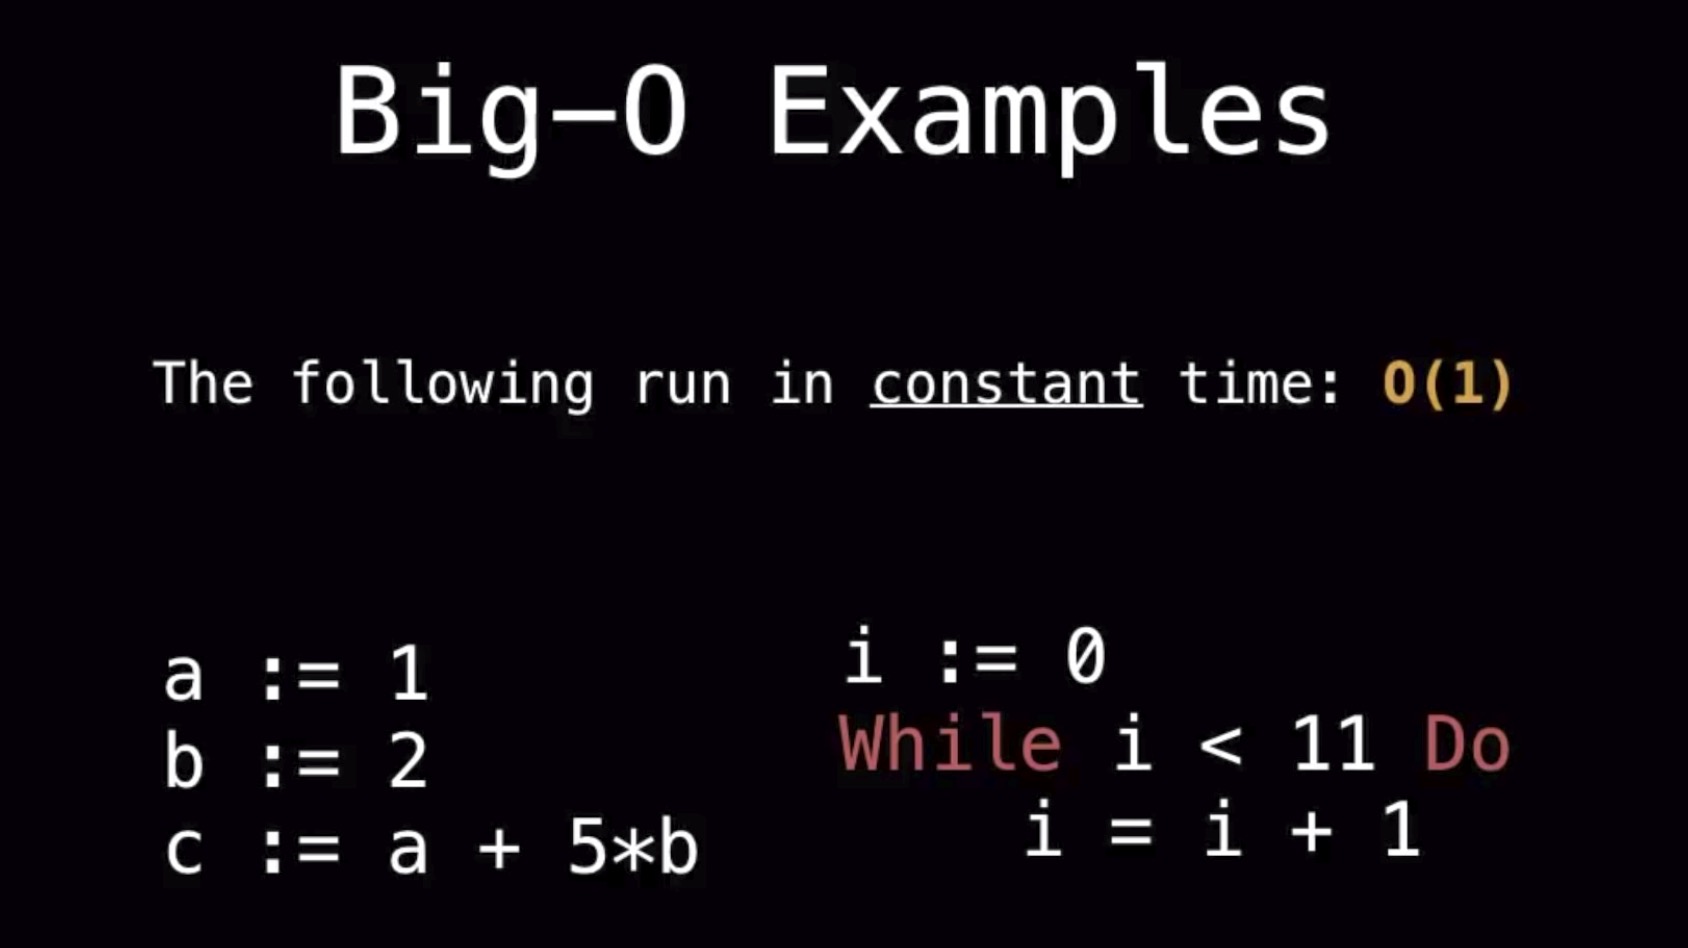 Big-O Examples
The following run in constant time: O(1)
a := 1
b := 2
c := a + 5*b
i := 0
While i < 11 Do
i = i + 1